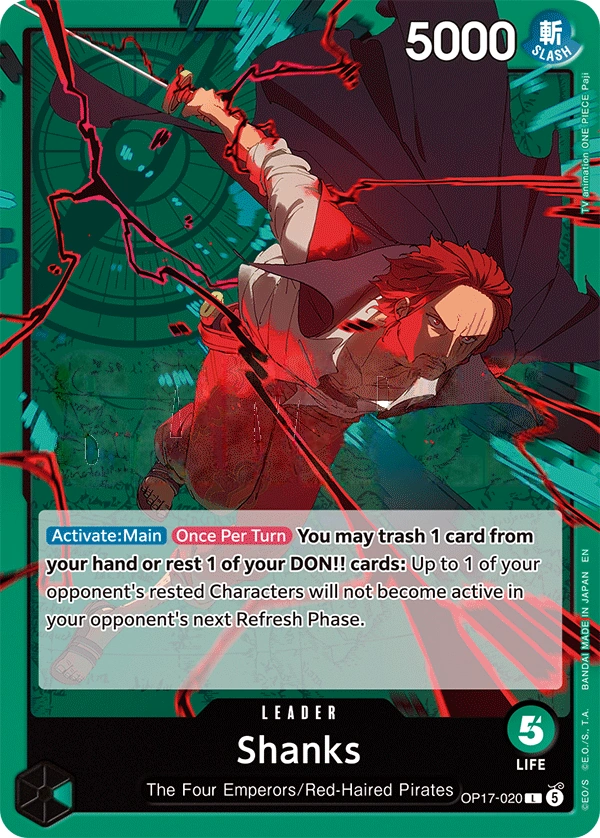 5000
斬
SLASH
TV animation ONE PIECE Paji
Activate:Main Once Per Turn You may trash 1 card from
your hand or rest 1 of your DON!! cards: Up to 1 of your
opponent's rested Characters will not become active in
your opponent's next Refresh Phase.
LEADER
5
LIFE
Shanks
The Four Emperors/Red-Haired Pirates
OP17-020 L 5
©EO/S ©E.O./S., T.A. BANDAI MADE IN JAPAN EN